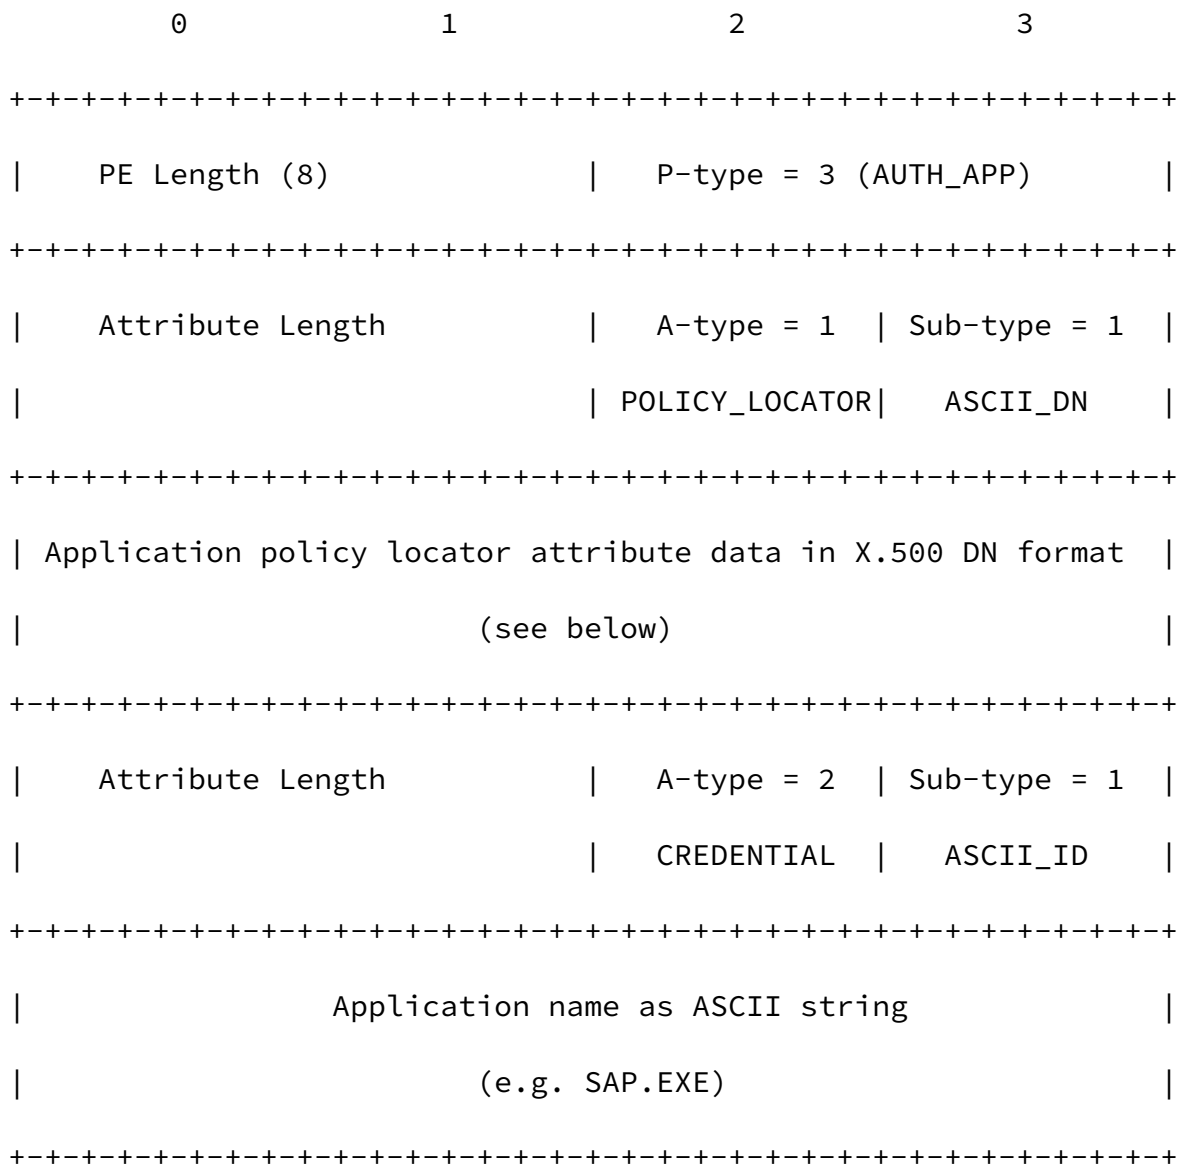 0              1               2               3
+-+-+-+-+-+-+-+-+-+-+-+-+-+-+-+-+-+-+-+-+-+-+-+-+-+-+-+-+-+-+-+-+
|    PE Length (8)              |   P-type = 3 (AUTH_APP)       |
+-+-+-+-+-+-+-+-+-+-+-+-+-+-+-+-+-+-+-+-+-+-+-+-+-+-+-+-+-+-+-+-+
|    Attribute Length           |   A-type = 1  | Sub-type = 1  |
|                               | POLICY_LOCATOR|   ASCII_DN    |
+-+-+-+-+-+-+-+-+-+-+-+-+-+-+-+-+-+-+-+-+-+-+-+-+-+-+-+-+-+-+-+-+
| Application policy locator attribute data in X.500 DN format  |
|                         (see below)                           |
+-+-+-+-+-+-+-+-+-+-+-+-+-+-+-+-+-+-+-+-+-+-+-+-+-+-+-+-+-+-+-+-+
|    Attribute Length           |   A-type = 2  | Sub-type = 1  |
|                               |   CREDENTIAL  |   ASCII_ID    |
+-+-+-+-+-+-+-+-+-+-+-+-+-+-+-+-+-+-+-+-+-+-+-+-+-+-+-+-+-+-+-+-+
|                 Application name as ASCII string              |
|                         (e.g. SAP.EXE)                        |
+-+-+-+-+-+-+-+-+-+-+-+-+-+-+-+-+-+-+-+-+-+-+-+-+-+-+-+-+-+-+-+-+